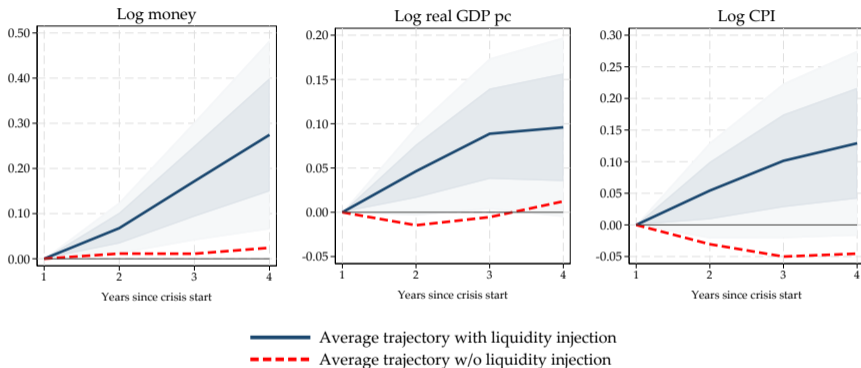 Log money
0.50
0.40
0.30
0.20
0.10
0.00
1 2 3 4
Years since crisis start
Log real GDP pc
0.20
0.15
0.10
0.05
0.00
-0.05
1 2 3 4
Years since crisis start
Log CPI
0.30
0.25
0.20
0.15
0.10
0.05
0.00
-0.05
1 2 3 4
Years since crisis start
Average trajectory with liquidity injection
Average trajectory w/o liquidity injection